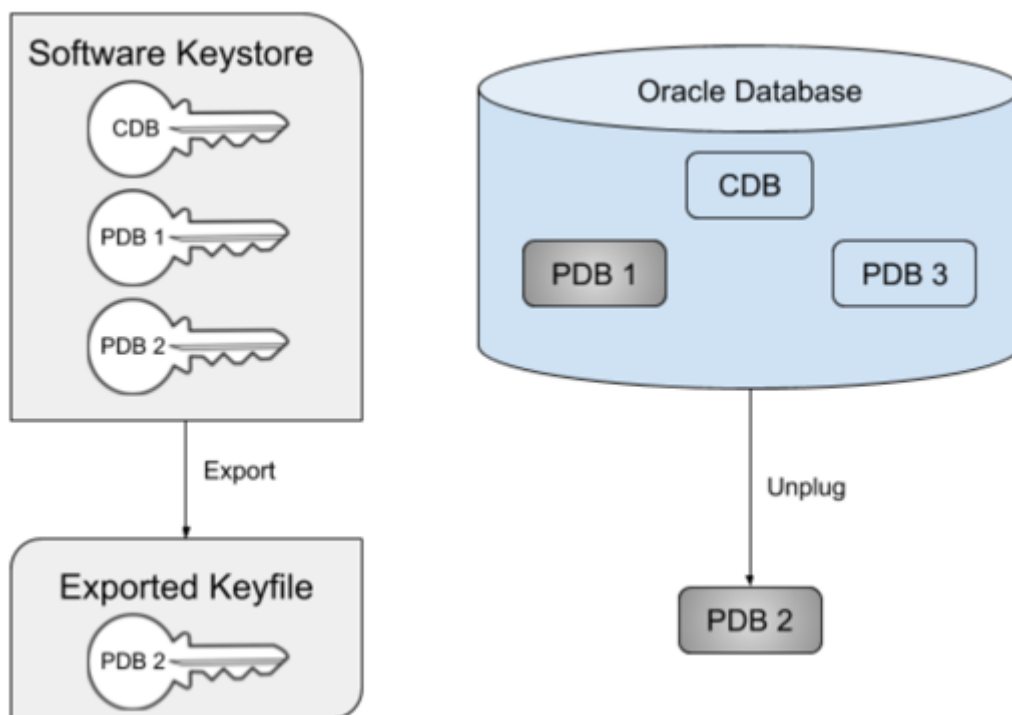 Software Keystore
CDB
PDB 1
PDB 2
Export
Exported Keyfile
PDB 2
Oracle Database
CDB
PDB 1
PDB 3
Unplug
PDB 2